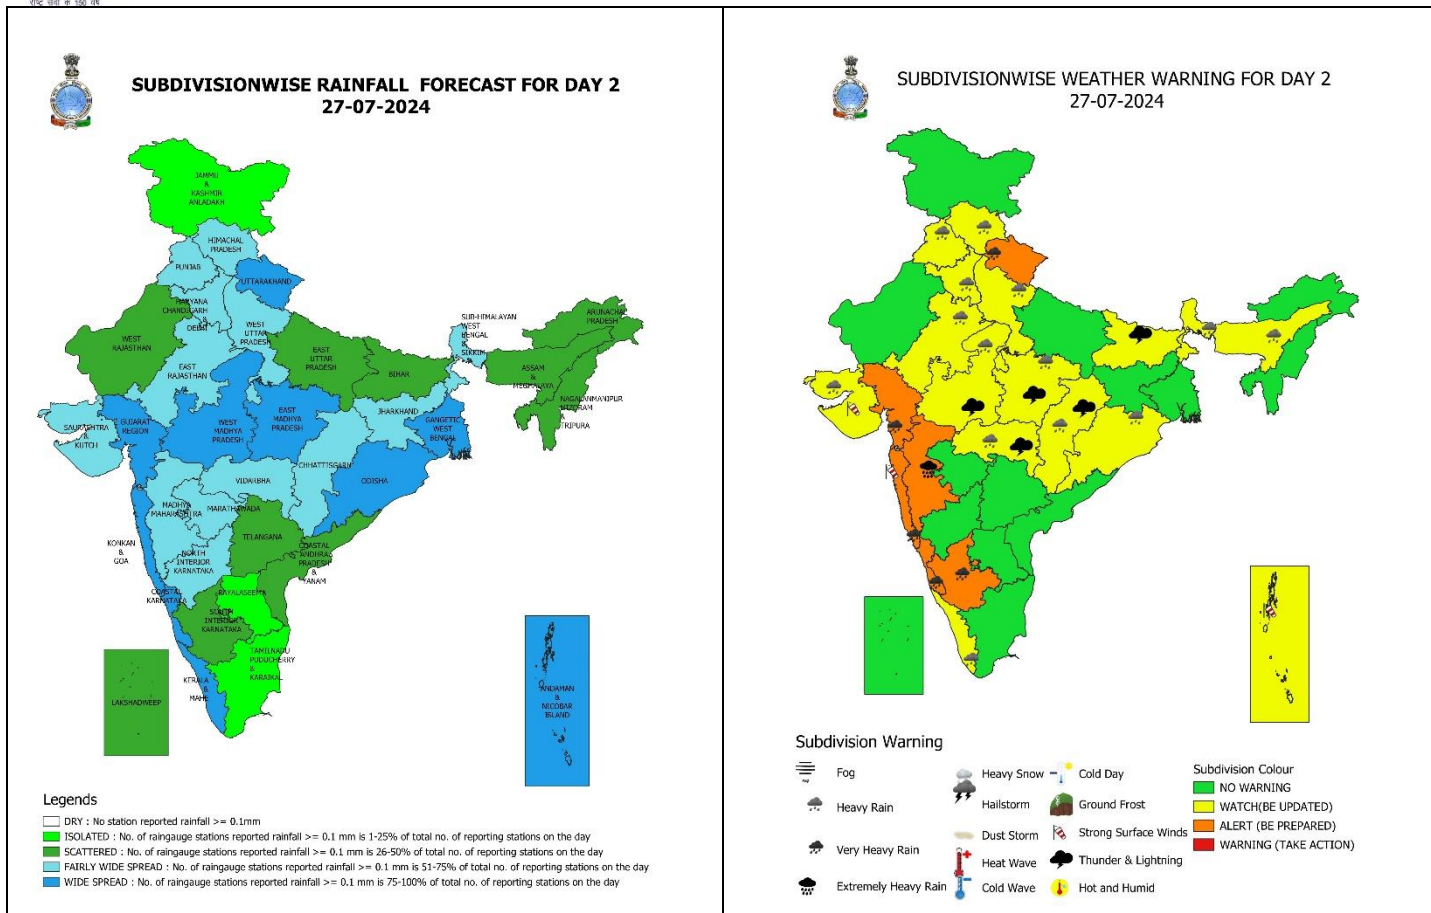 राष्ट्र सेवा के 150 वर्ष
SUBDIVISIONWISE RAINFALL FORECAST FOR DAY 2
27-07-2024
JAMMU
&
KASHMIR
ANLADAKH
HIMACHAL
PRADESH
PUNJAB
UTTARAKHAND
HARYANA
CHANDIGARH
&
DELHI
WEST
UTTAR
PRADESH
WEST
RAJASTHAN
EAST
RAJASTHAN
EAST
UTTAR
PRADESH
BIHAR
SUB-HIMALAYAN
WEST
BENGAL
&
SIKKIM
ARUNACHAL
PRADESH
ASSAM
&
MEGHALAYA
NAGALANMANIPUR
MIZORAM
&
TRIPURA
SAURASHTRA
&
KUTCH
GUJARAT
REGION
WEST
MADHYA
PRADESH
EAST
MADHYA
PRADESH
JHARKHAND
GANGETIC
WEST
BENGAL
CHHATTISGARH
ODISHA
VIDARBHA
MADHYA
MAHARASHTRA
MARATHAWADA
KONKAN
&
GOA
TELANGANA
NORTH
INTERIOR
KARNATAKA
COASTAL
ANDHRA
PRADESH
&
YANAM
COASTAL
KARNATAKA
RAYALASEEMA
SOUTH
INTERIOR
KARNATAKA
TAMILNADU
PUDUCHERRY
&
KARAIKAL
KERALA
&
MAHE
LAKSHADWEEP
ANDAMAN
&
NICOBAR
ISLAND
Legends
DRY : No station reported rainfall >= 0.1mm
ISOLATED : No. of raingauge stations reported rainfall >= 0.1 mm is 1-25% of total no. of reporting stations on the day
SCATTERED : No. of raingauge stations reported rainfall >= 0.1 mm is 26-50% of total no. of reporting stations on the day
FAIRLY WIDE SPREAD : No. of raingauge stations reported rainfall >= 0.1 mm is 51-75% of total no. of reporting stations on the day
WIDE SPREAD : No. of raingauge stations reported rainfall >= 0.1 mm is 75-100% of total no. of reporting stations on the day
SUBDIVISIONWISE WEATHER WARNING FOR DAY 2
27-07-2024
Subdivision Warning
Fog
Heavy Rain
Very Heavy Rain
Extremely Heavy Rain
Heavy Snow
Hailstorm
Dust Storm
Heat Wave
Cold Wave
Cold Day
Ground Frost
Strong Surface Winds
Thunder & Lightning
Hot and Humid
Subdivision Colour
NO WARNING
WATCH(BE UPDATED)
ALERT (BE PREPARED)
WARNING (TAKE ACTION)